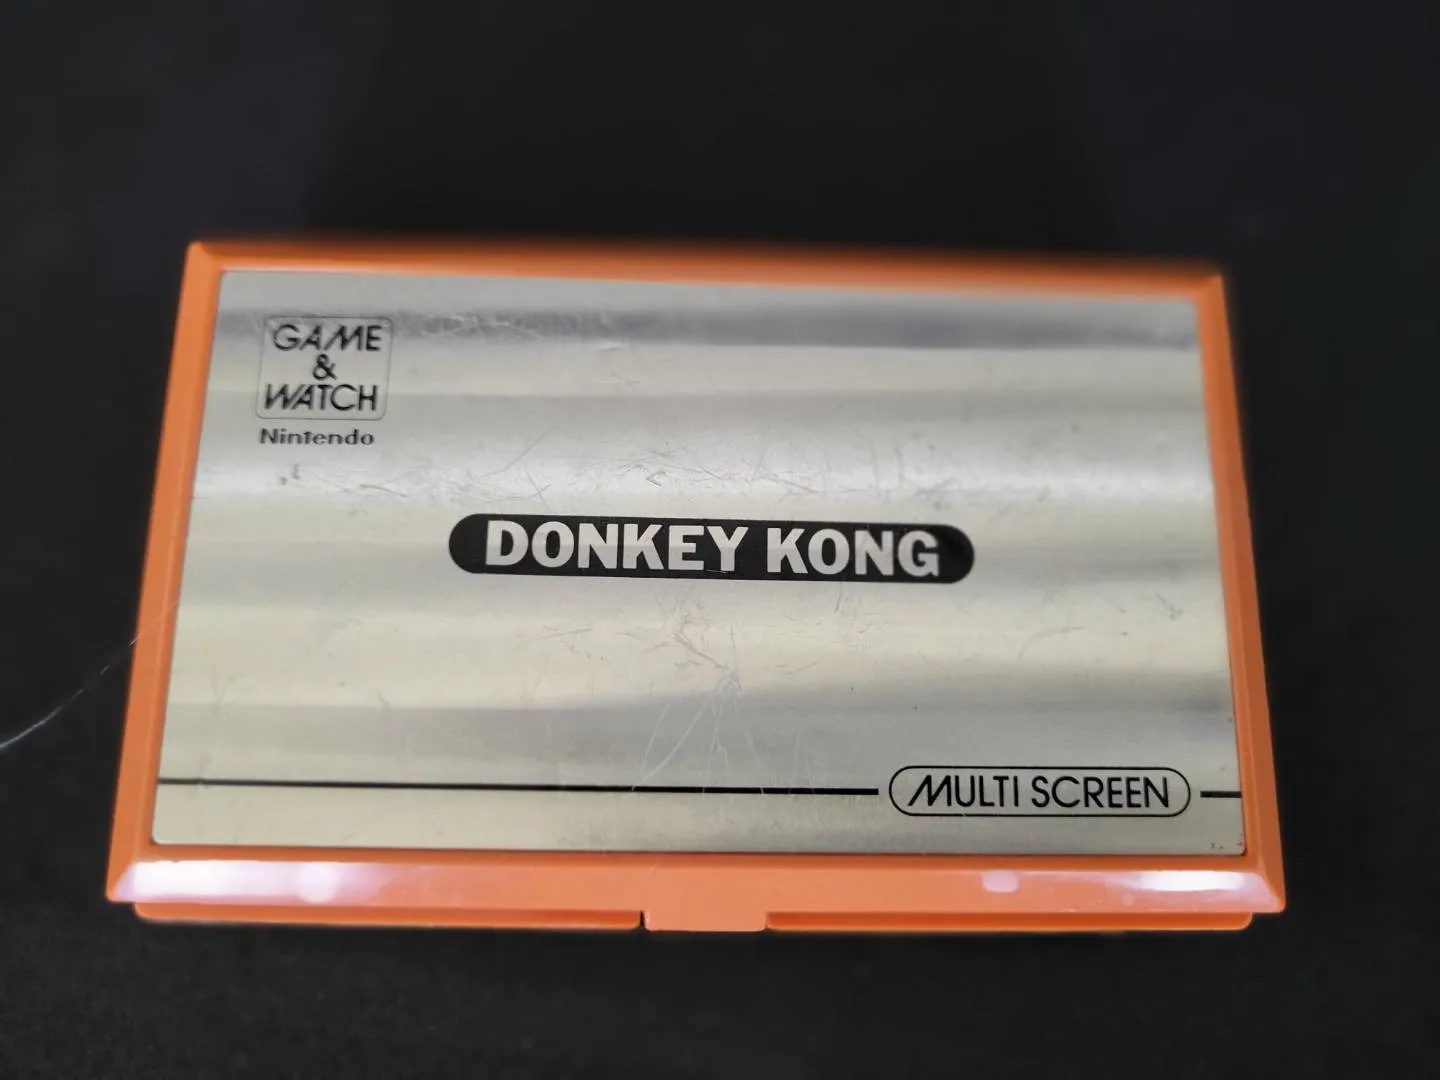 GAME
&
WATCH
Nintendo
DONKEY KONG
MULTI SCREEN